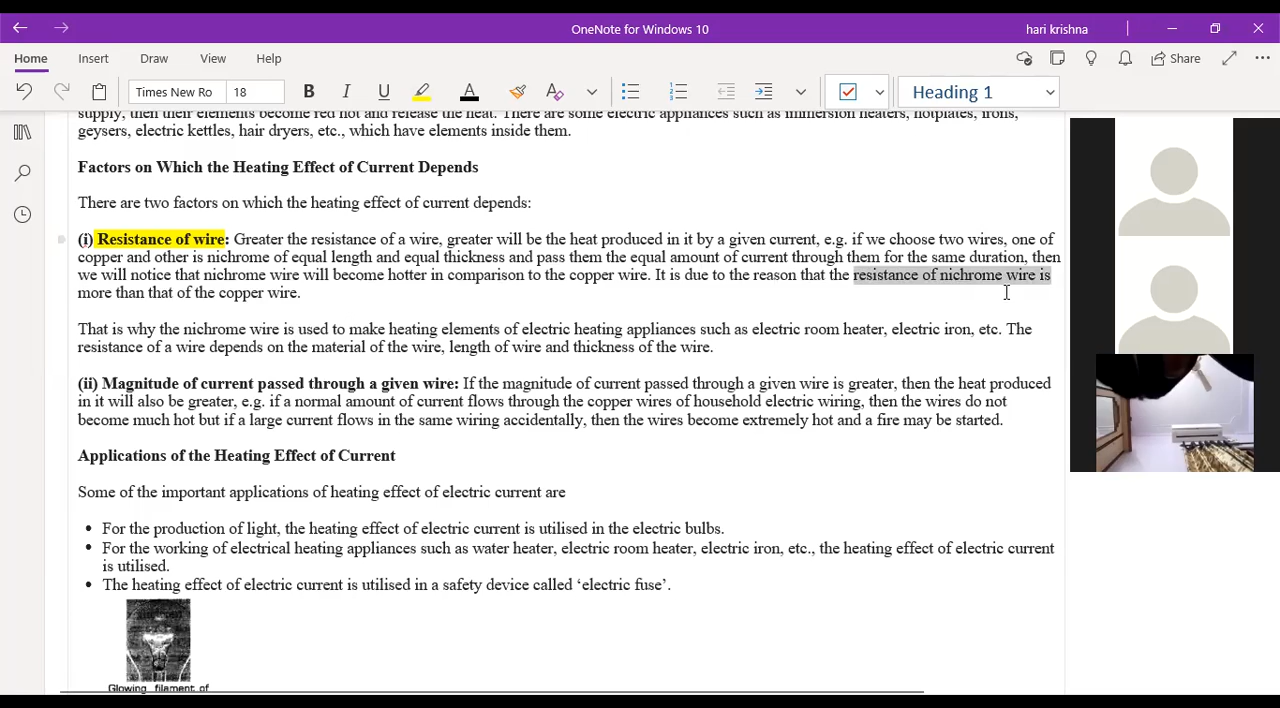 OneNote for Windows 10
hari krishna
Home Insert Draw View Help
Share
Times New Ro 18 B I U A Heading 1
supply, then their elements become red hot and release the heat. There are some electric appliances such as immersion heaters, hotplates, irons,
geysers, electric kettles, hair dryers, etc., which have elements inside them.
Factors on Which the Heating Effect of Current Depends
There are two factors on which the heating effect of current depends:
(i) Resistance of wire: Greater the resistance of a wire, greater will be the heat produced in it by a given current, e.g. if we choose two wires, one of
copper and other is nichrome of equal length and equal thickness and pass them the equal amount of current through them for the same duration, then
we will notice that nichrome wire will become hotter in comparison to the copper wire. It is due to the reason that the resistance of nichrome wire is
more than that of the copper wire.
That is why the nichrome wire is used to make heating elements of electric heating appliances such as electric room heater, electric iron, etc. The
resistance of a wire depends on the material of the wire, length of wire and thickness of the wire.
(ii) Magnitude of current passed through a given wire: If the magnitude of current passed through a given wire is greater, then the heat produced
in it will also be greater, e.g. if a normal amount of current flows through the copper wires of household electric wiring, then the wires do not
become much hot but if a large current flows in the same wiring accidentally, then the wires become extremely hot and a fire may be started.
Applications of the Heating Effect of Current
Some of the important applications of heating effect of electric current are
• For the production of light, the heating effect of electric current is utilised in the electric bulbs.
• For the working of electrical heating appliances such as water heater, electric room heater, electric iron, etc., the heating effect of electric current
is utilised.
• The heating effect of electric current is utilised in a safety device called ‘electric fuse’.
Glowing filament of